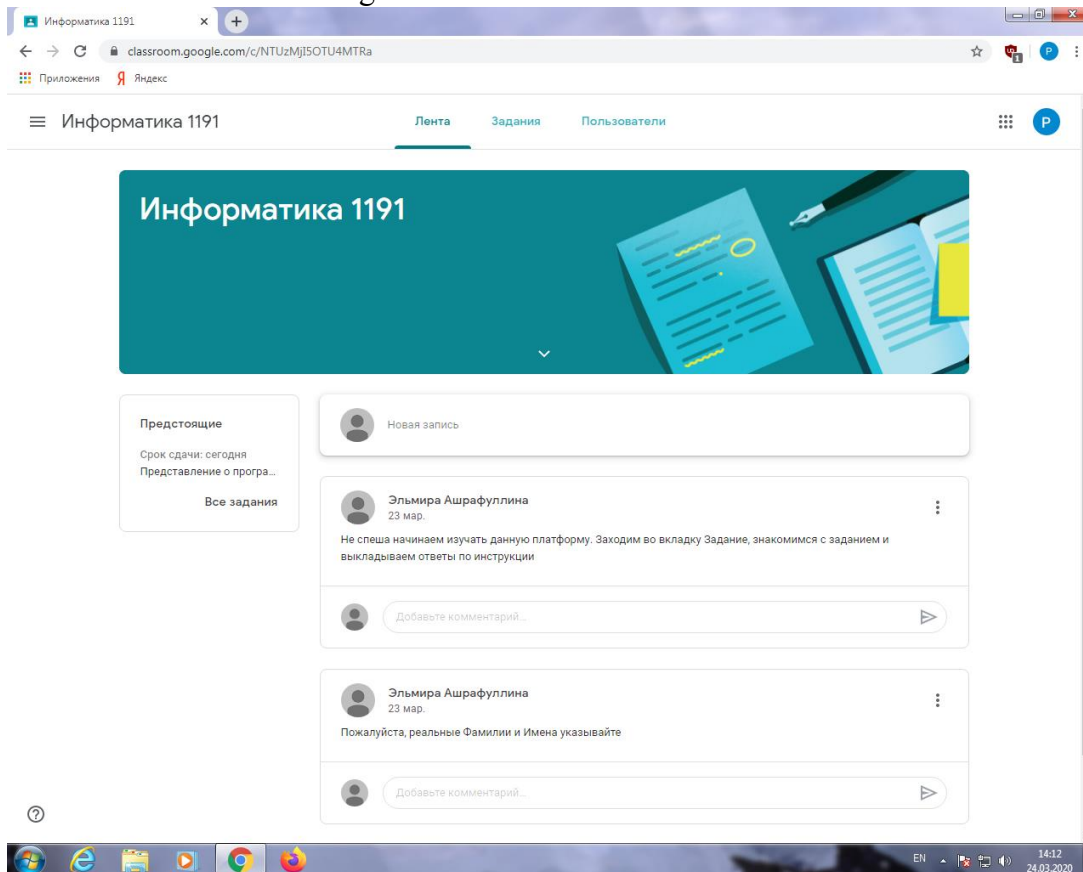 Информатика 1191
classroom.google.com/c/NTUzMjI5OTU4MTRa
1
P
Приложения Я Яндекс
Информатика 1191 Лента Задания Пользователи P
Информатика 1191
Предстоящие
Срок сдачи: сегодня
Представление о програ...
Все задания
Новая запись
Эльмира Ашрафуллина
23 мар.
Не спеша начинаем изучать данную платформу. Заходим во вкладку Задание, знакомимся с заданием и
выкладываем ответы по инструкции
Добавьте комментарий...
Эльмира Ашрафуллина
23 мар.
Пожалуйста, реальные Фамилии и Имена указывайте
Добавьте комментарий...
EN 14:12
24.03.2020